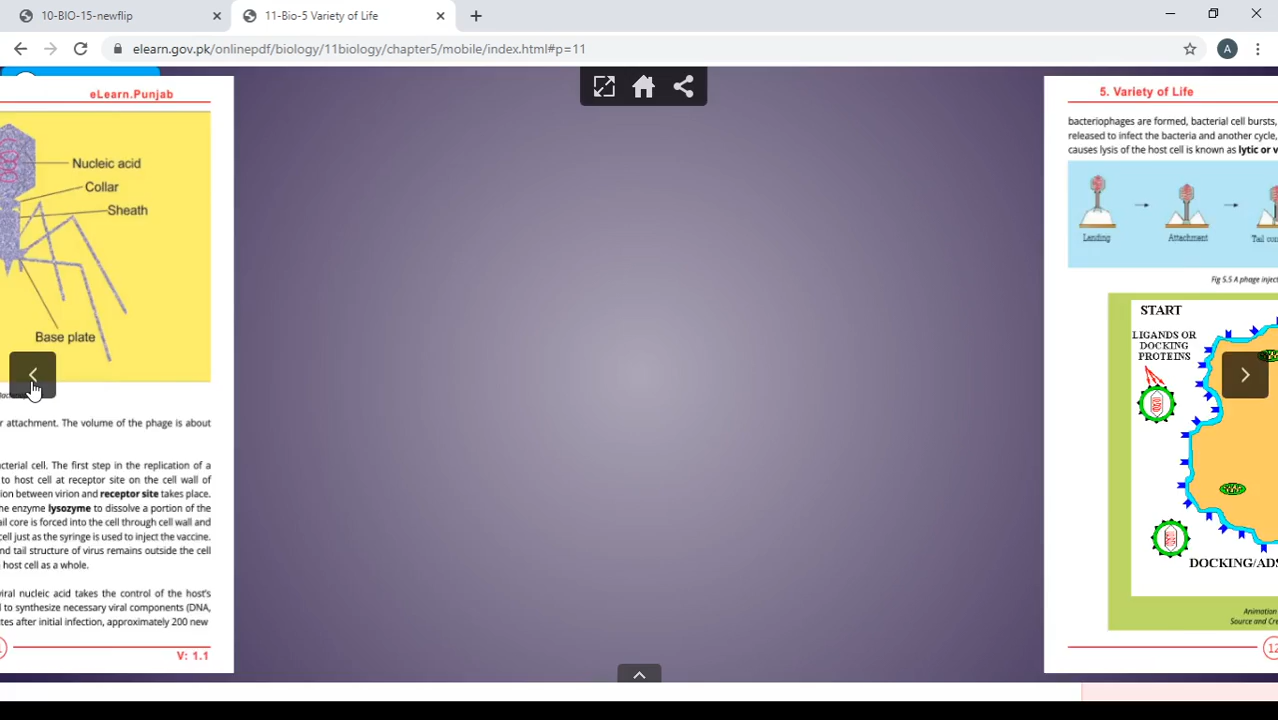 10-BIO-15-newflip
11-Bio-5 Variety of Life
elearn.gov.pk/onlinepdf/biology/11biology/chapter5/mobile/index.html#p=11
A
eLearn.Punjab
Nucleic acid
Collar
Sheath
Base plate
r attachment. The volume of the phage is about
cterial cell. The first step in the replication of a
to host cell at receptor site on the cell wall of
ion between virion and receptor site takes place.
me enzyme lysozyme to dissolve a portion of the
ail core is forced into the cell through cell wall and
cell just as the syringe is used to inject the vaccine.
nd tail structure of virus remains outside the cell
host cell as a whole.
viral nucleic acid takes the control of the host's
l to synthesize necessary viral components (DNA,
tes after initial infection, approximately 200 new
V: 1.1
5. Variety of Life
bacteriophages are formed, bacterial cell bursts,
released to infect the bacteria and another cycle,
causes lysis of the host cell is known as lytic or v
Landing
Attachment
Tail con
Fig 5.5 A phage inject
START
LIGANDS OR
DOCKING
PROTEINS
DOCKING/ADS
Animation
Source and Cre
12